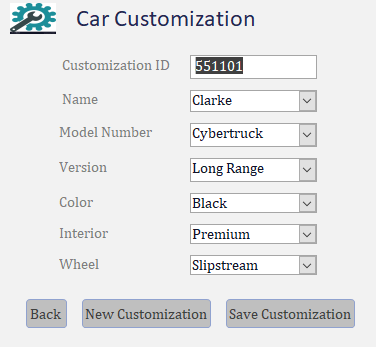 Car Customization
Customization ID 551101
Name Clarke
Model Number Cybertruck
Version Long Range
Color Black
Interior Premium
Wheel Slipstream
Back New Customization Save Customization